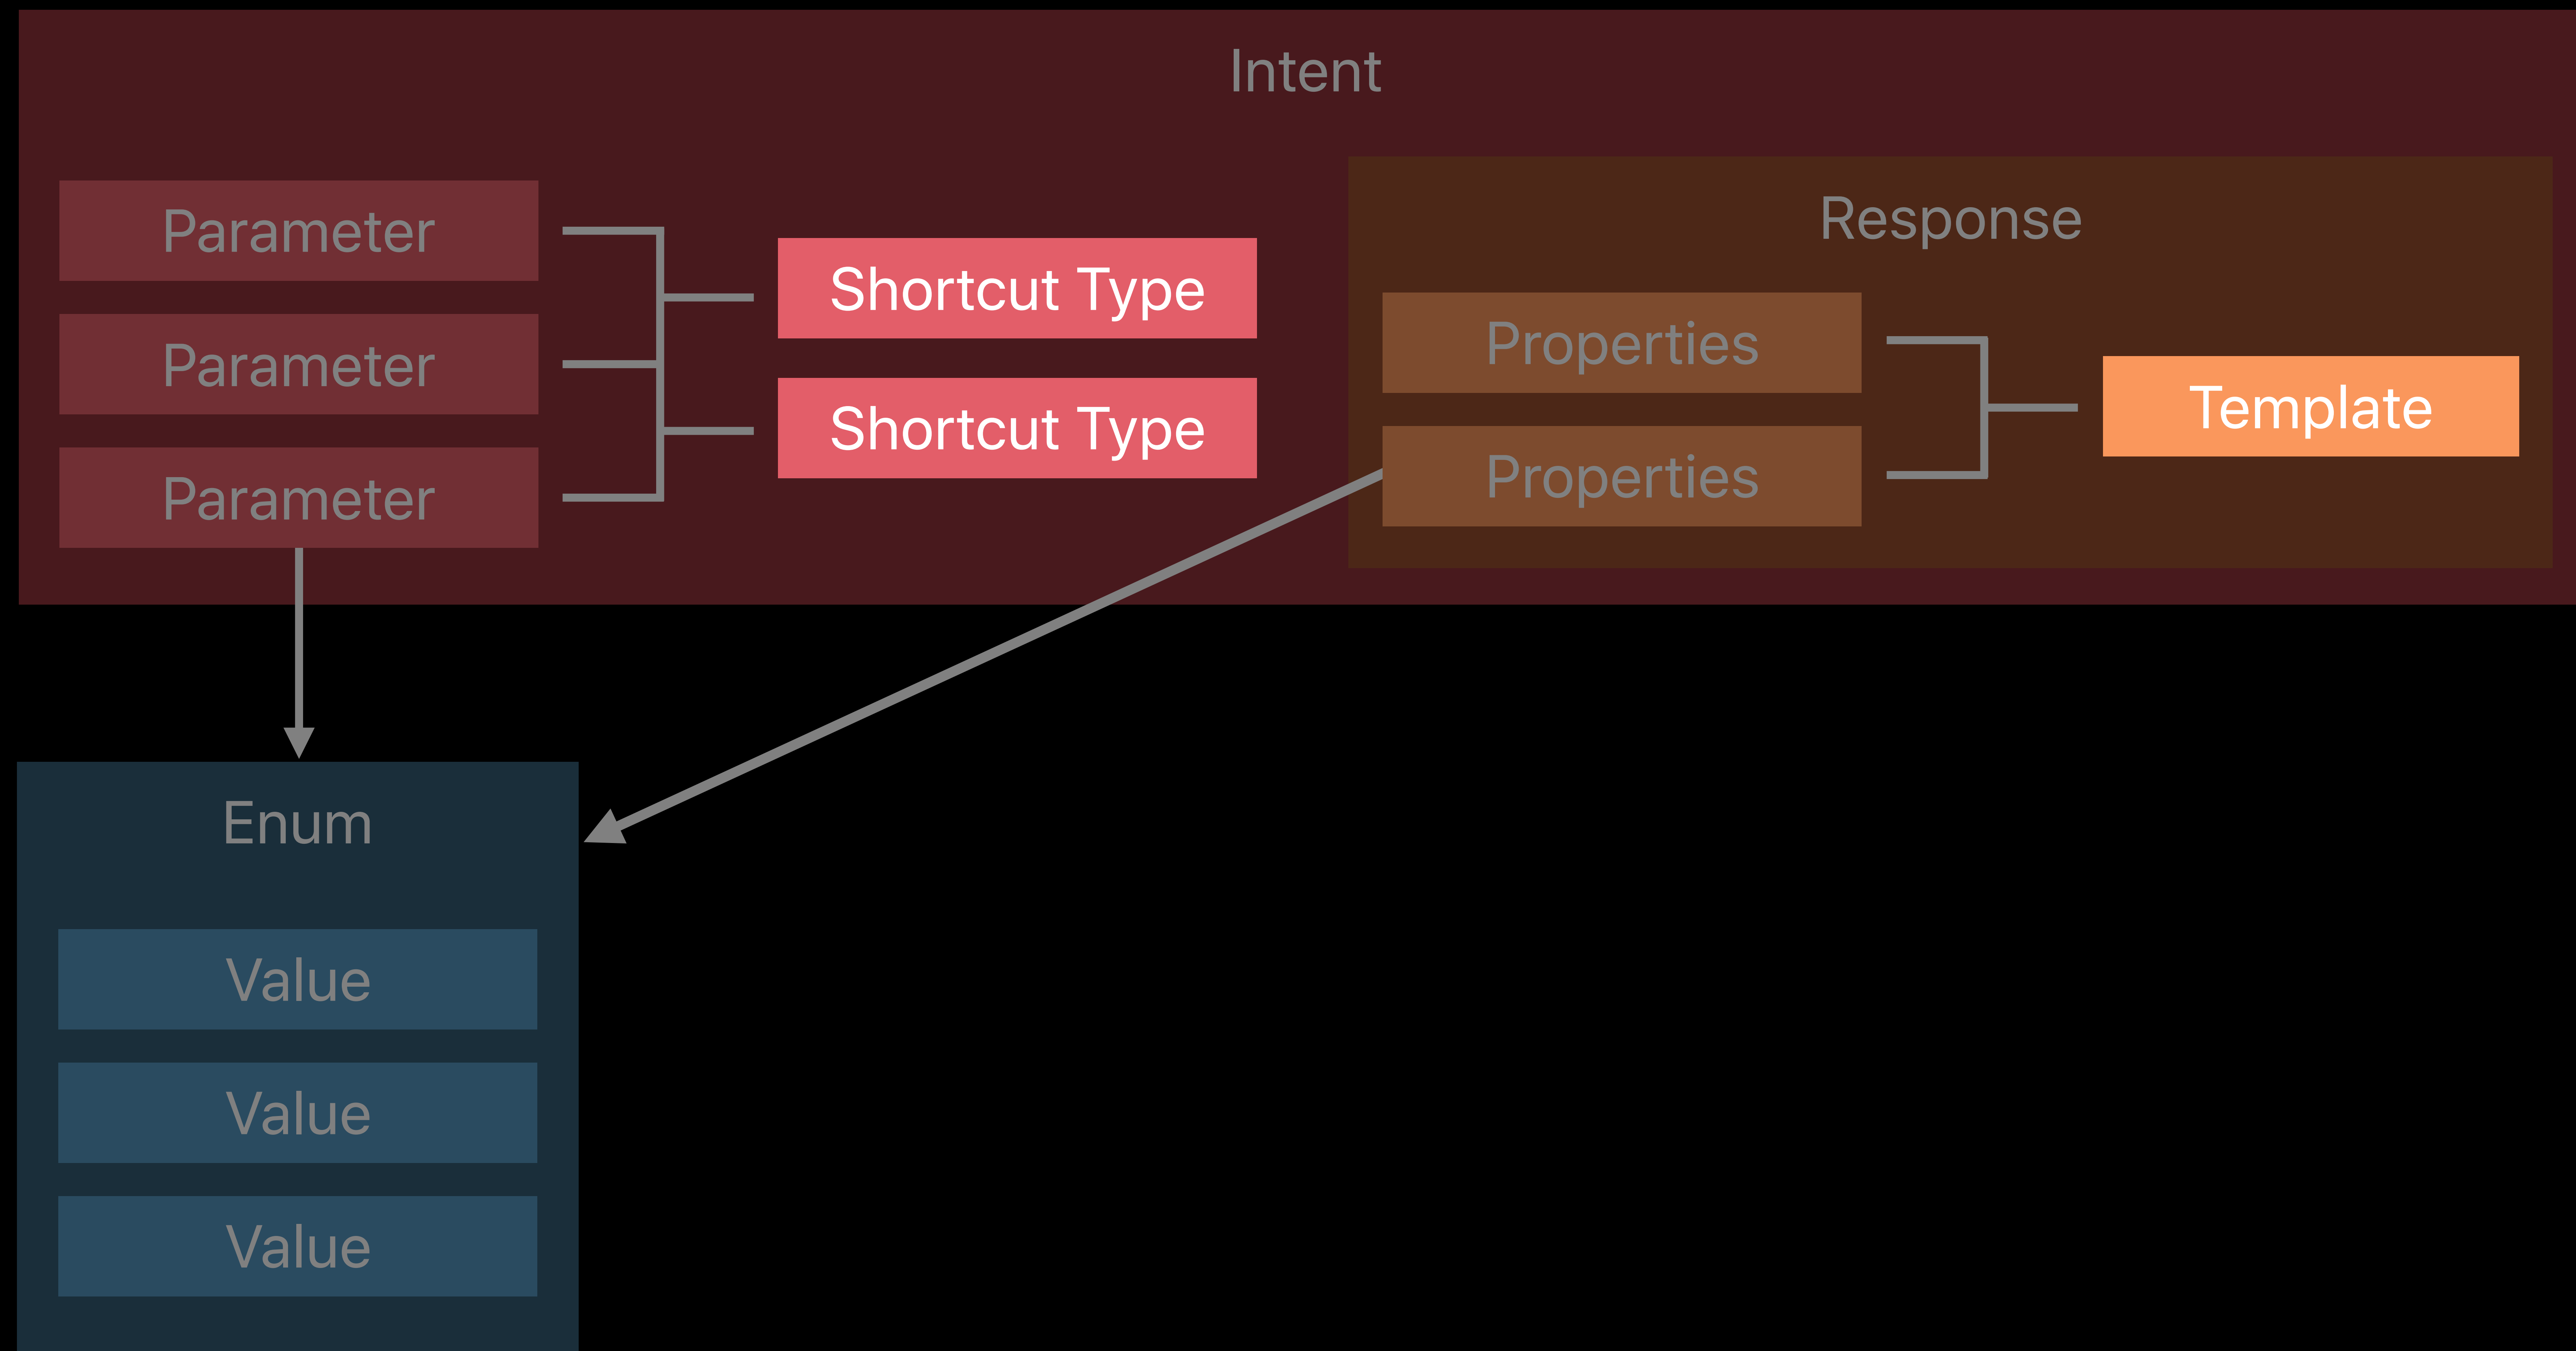 Intent
Parameter
Parameter
Parameter
Shortcut Type
Shortcut Type
Response
Properties
Properties
Template
Enum
Value
Value
Value